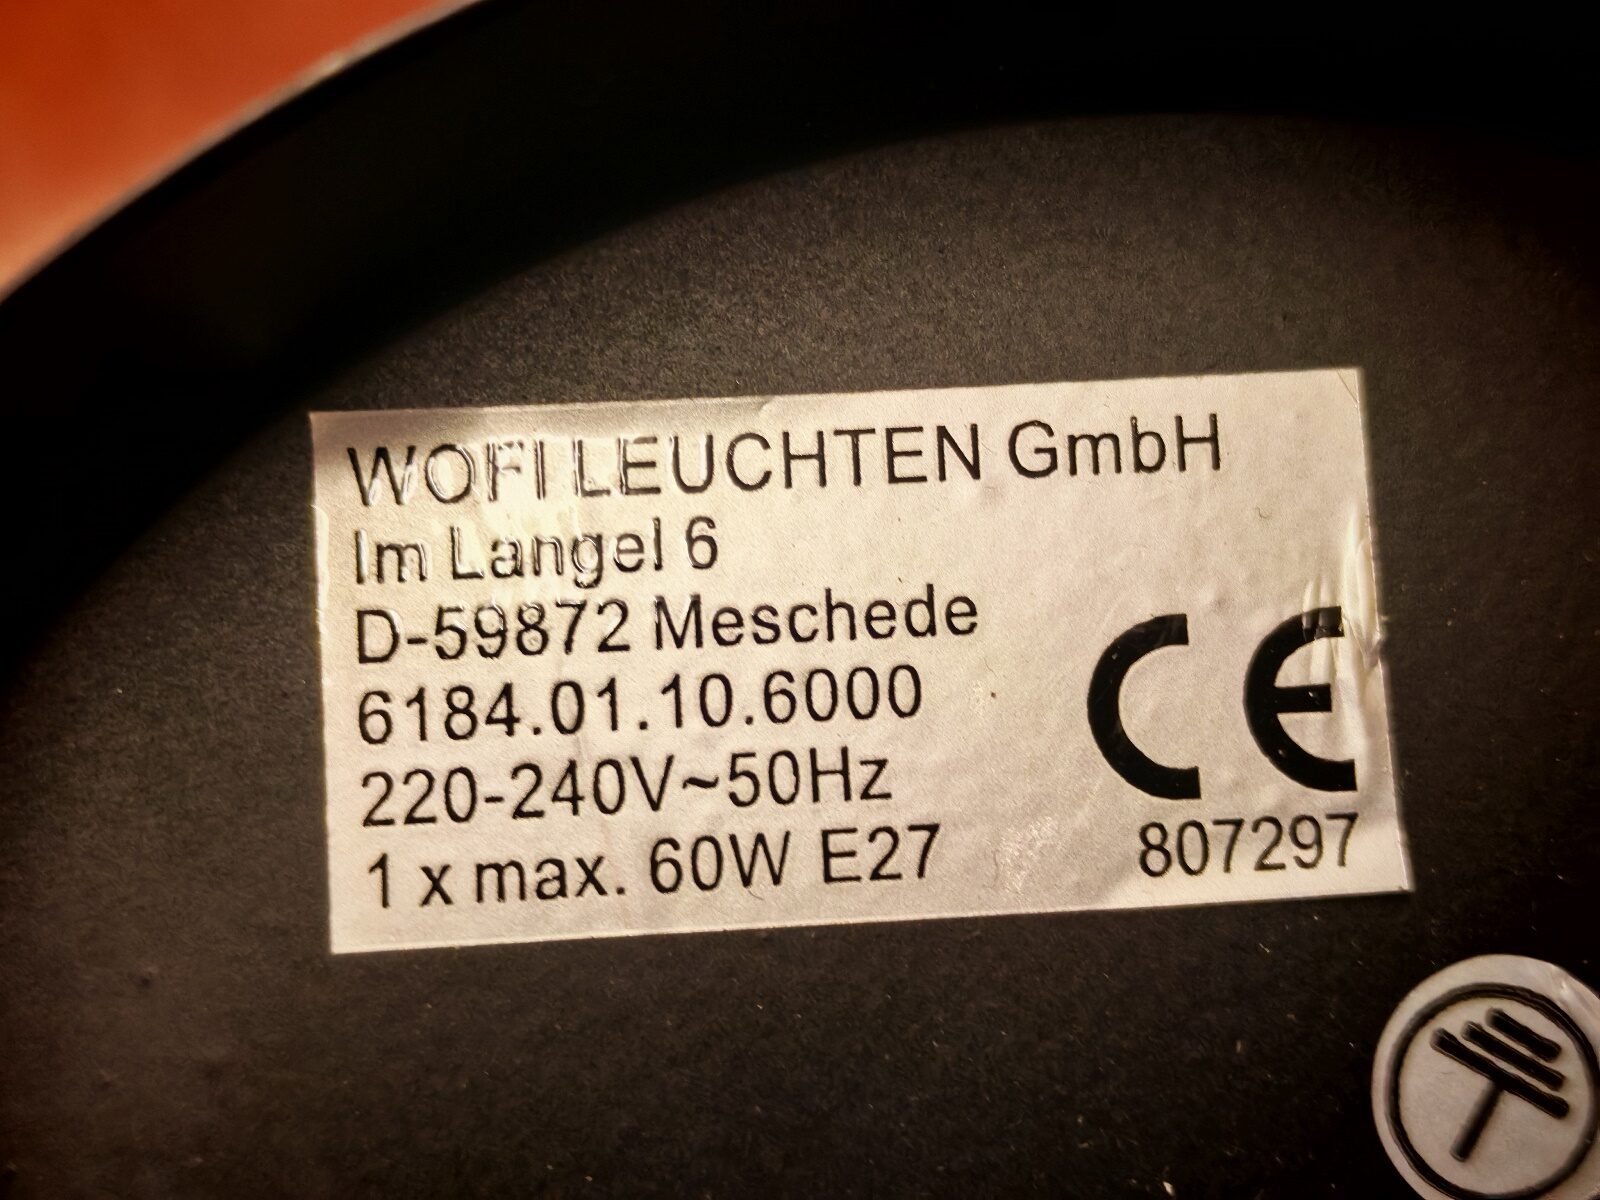 WOFI LEUCHTEN GmbH
Im Langel 6
D-59872 Meschede
6184.01.10.6000
220-240V~50Hz
1 x max. 60W E27
CE
807297